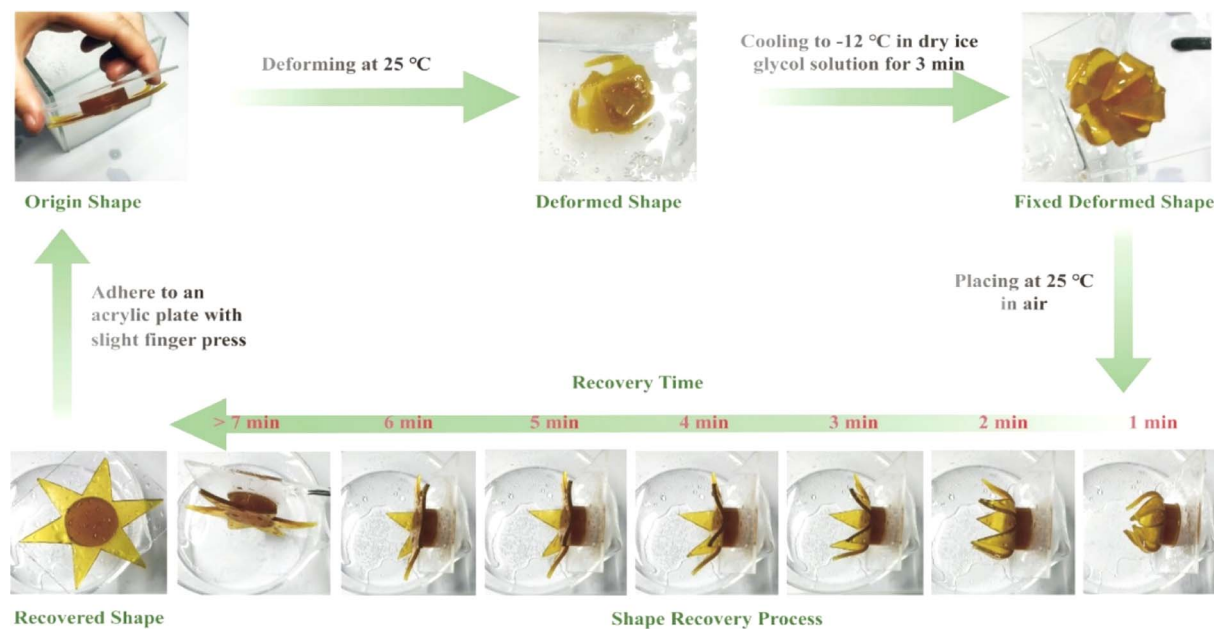 Deforming at 25 °C
Cooling to -12 °C in dry ice
glycol solution for 3 min
Origin Shape
Deformed Shape
Fixed Deformed Shape
Adhere to an
acrylic plate with
slight finger press
Placing at 25 °C
in air
Recovery Time
> 7 min
6 min
5 min
4 min
3 min
2 min
1 min
Recovered Shape
Shape Recovery Process